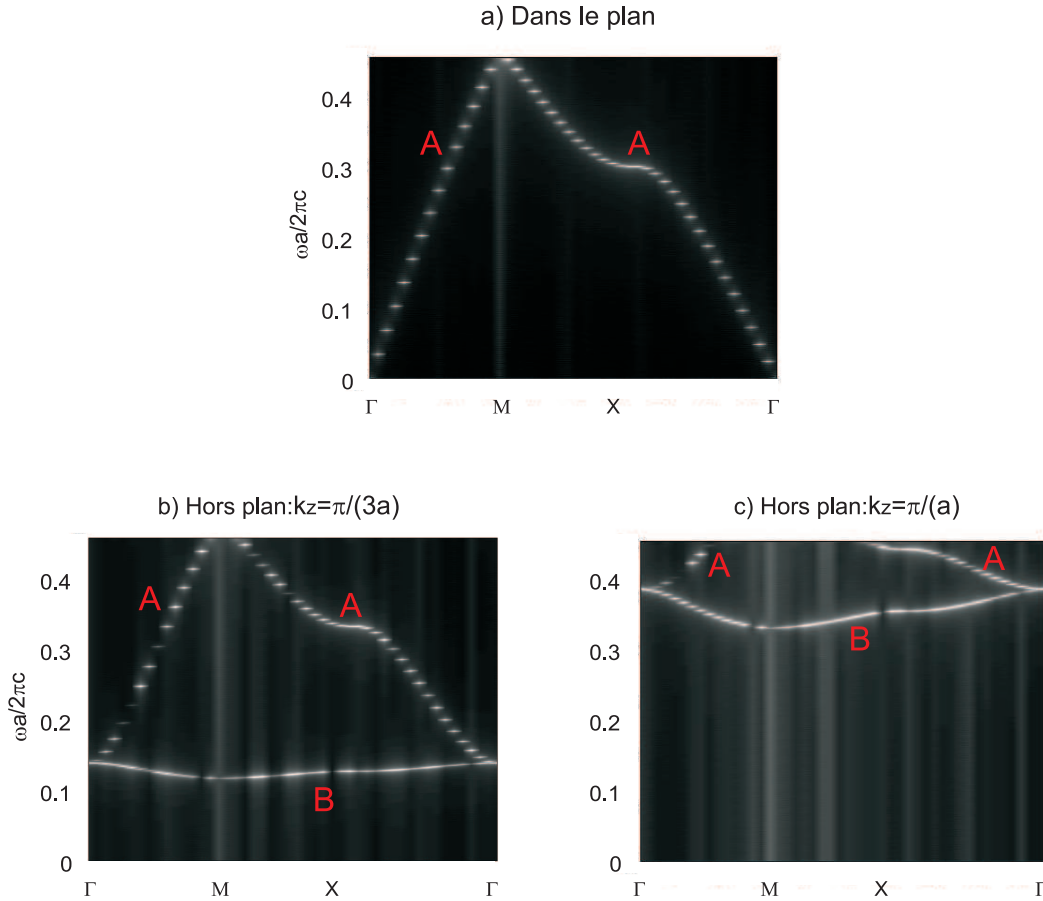 a) Dans le plan
ωa/2πc
0.4
0.3
0.2
0.1
0
A
A
Γ M X Γ
b) Hors plan:kz=π/(3a)
ωa/2πc
0.4
0.3
0.2
0.1
0
A
A
B
Γ M X Γ
c) Hors plan:kz=π/(a)
0.4
0.3
0.2
0.1
0
A
A
B
Γ M X Γ